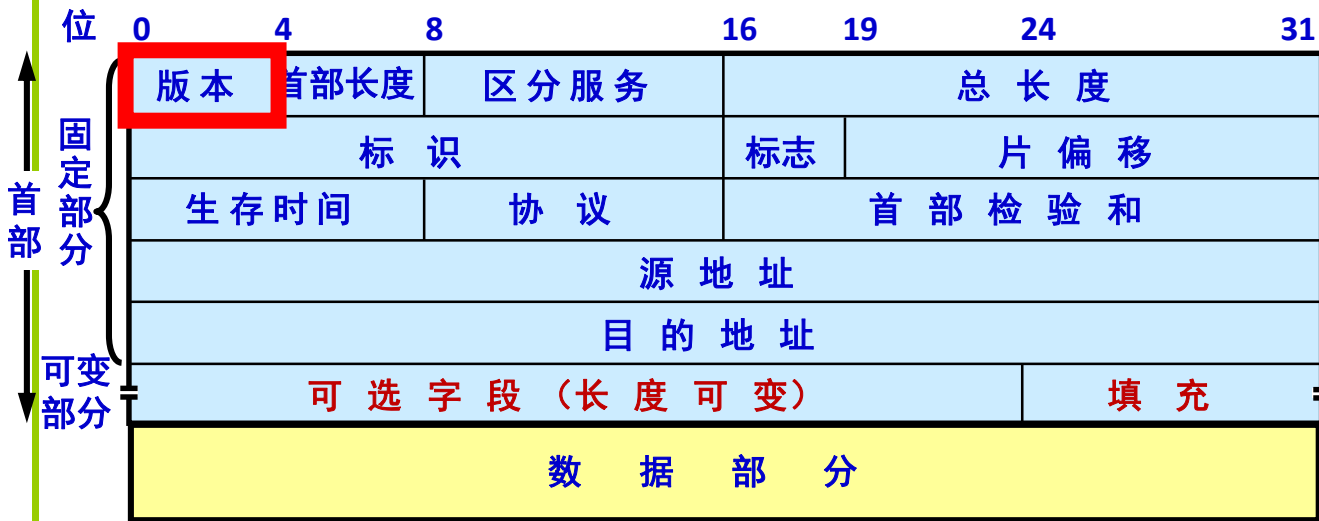 位 0 4 8 16 19 24 31
版本 首部长度 区分服务 总长度
标识 标志 片偏移
生存时间 协议 首部检验和
源地址
目的地址
可选字段（长度可变） 填充
数据部分
固定部分
首部
可变
部分